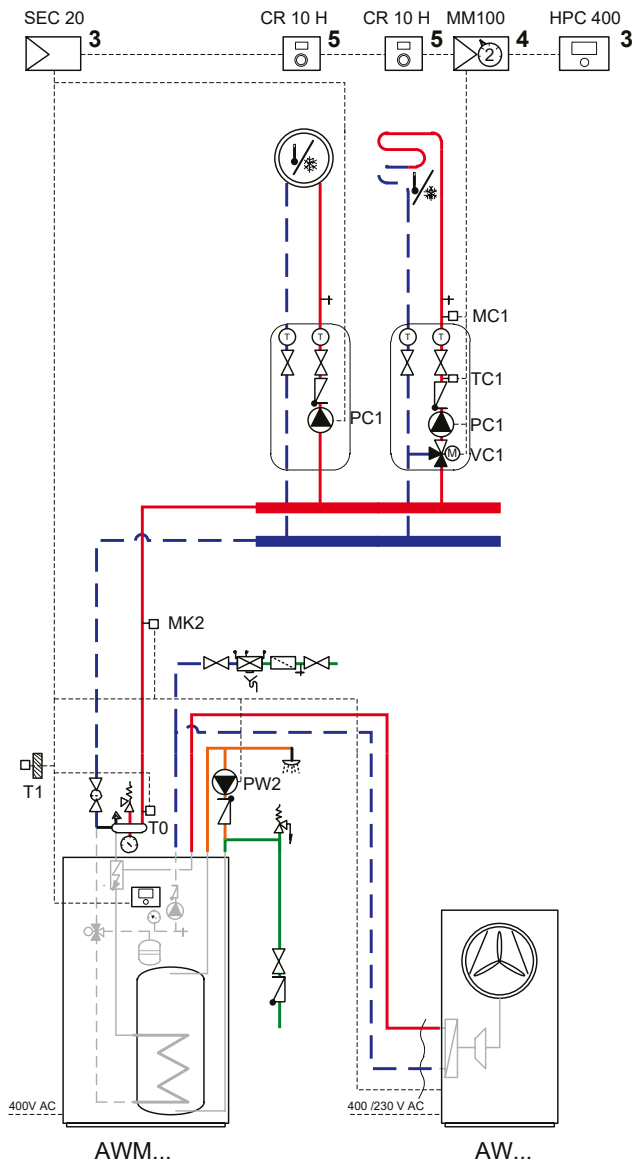 SEC 20 CR 10 H CR 10 H MM100 HPC 400
3 5 5 2 4 3
T T T T
MC1
TC1
PC1 PC1
M VC1
MK2
T1
PW2
T0
400V AC 400 /230 V AC
AWM... AW...